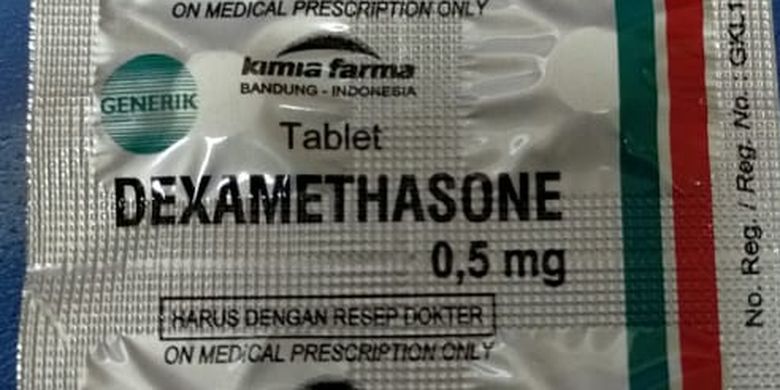 ON MEDICAL PRESCRIPTION ONLY
kimia farma
BANDUNG - INDONESIA
GENERIK
Tablet
DEXAMETHASONE
0,5 mg
HARUS DENGAN RESEP DOKTER
ON MEDICAL PRESCRIPTION ONLY
No. Reg. / Reg. No. : GKL1